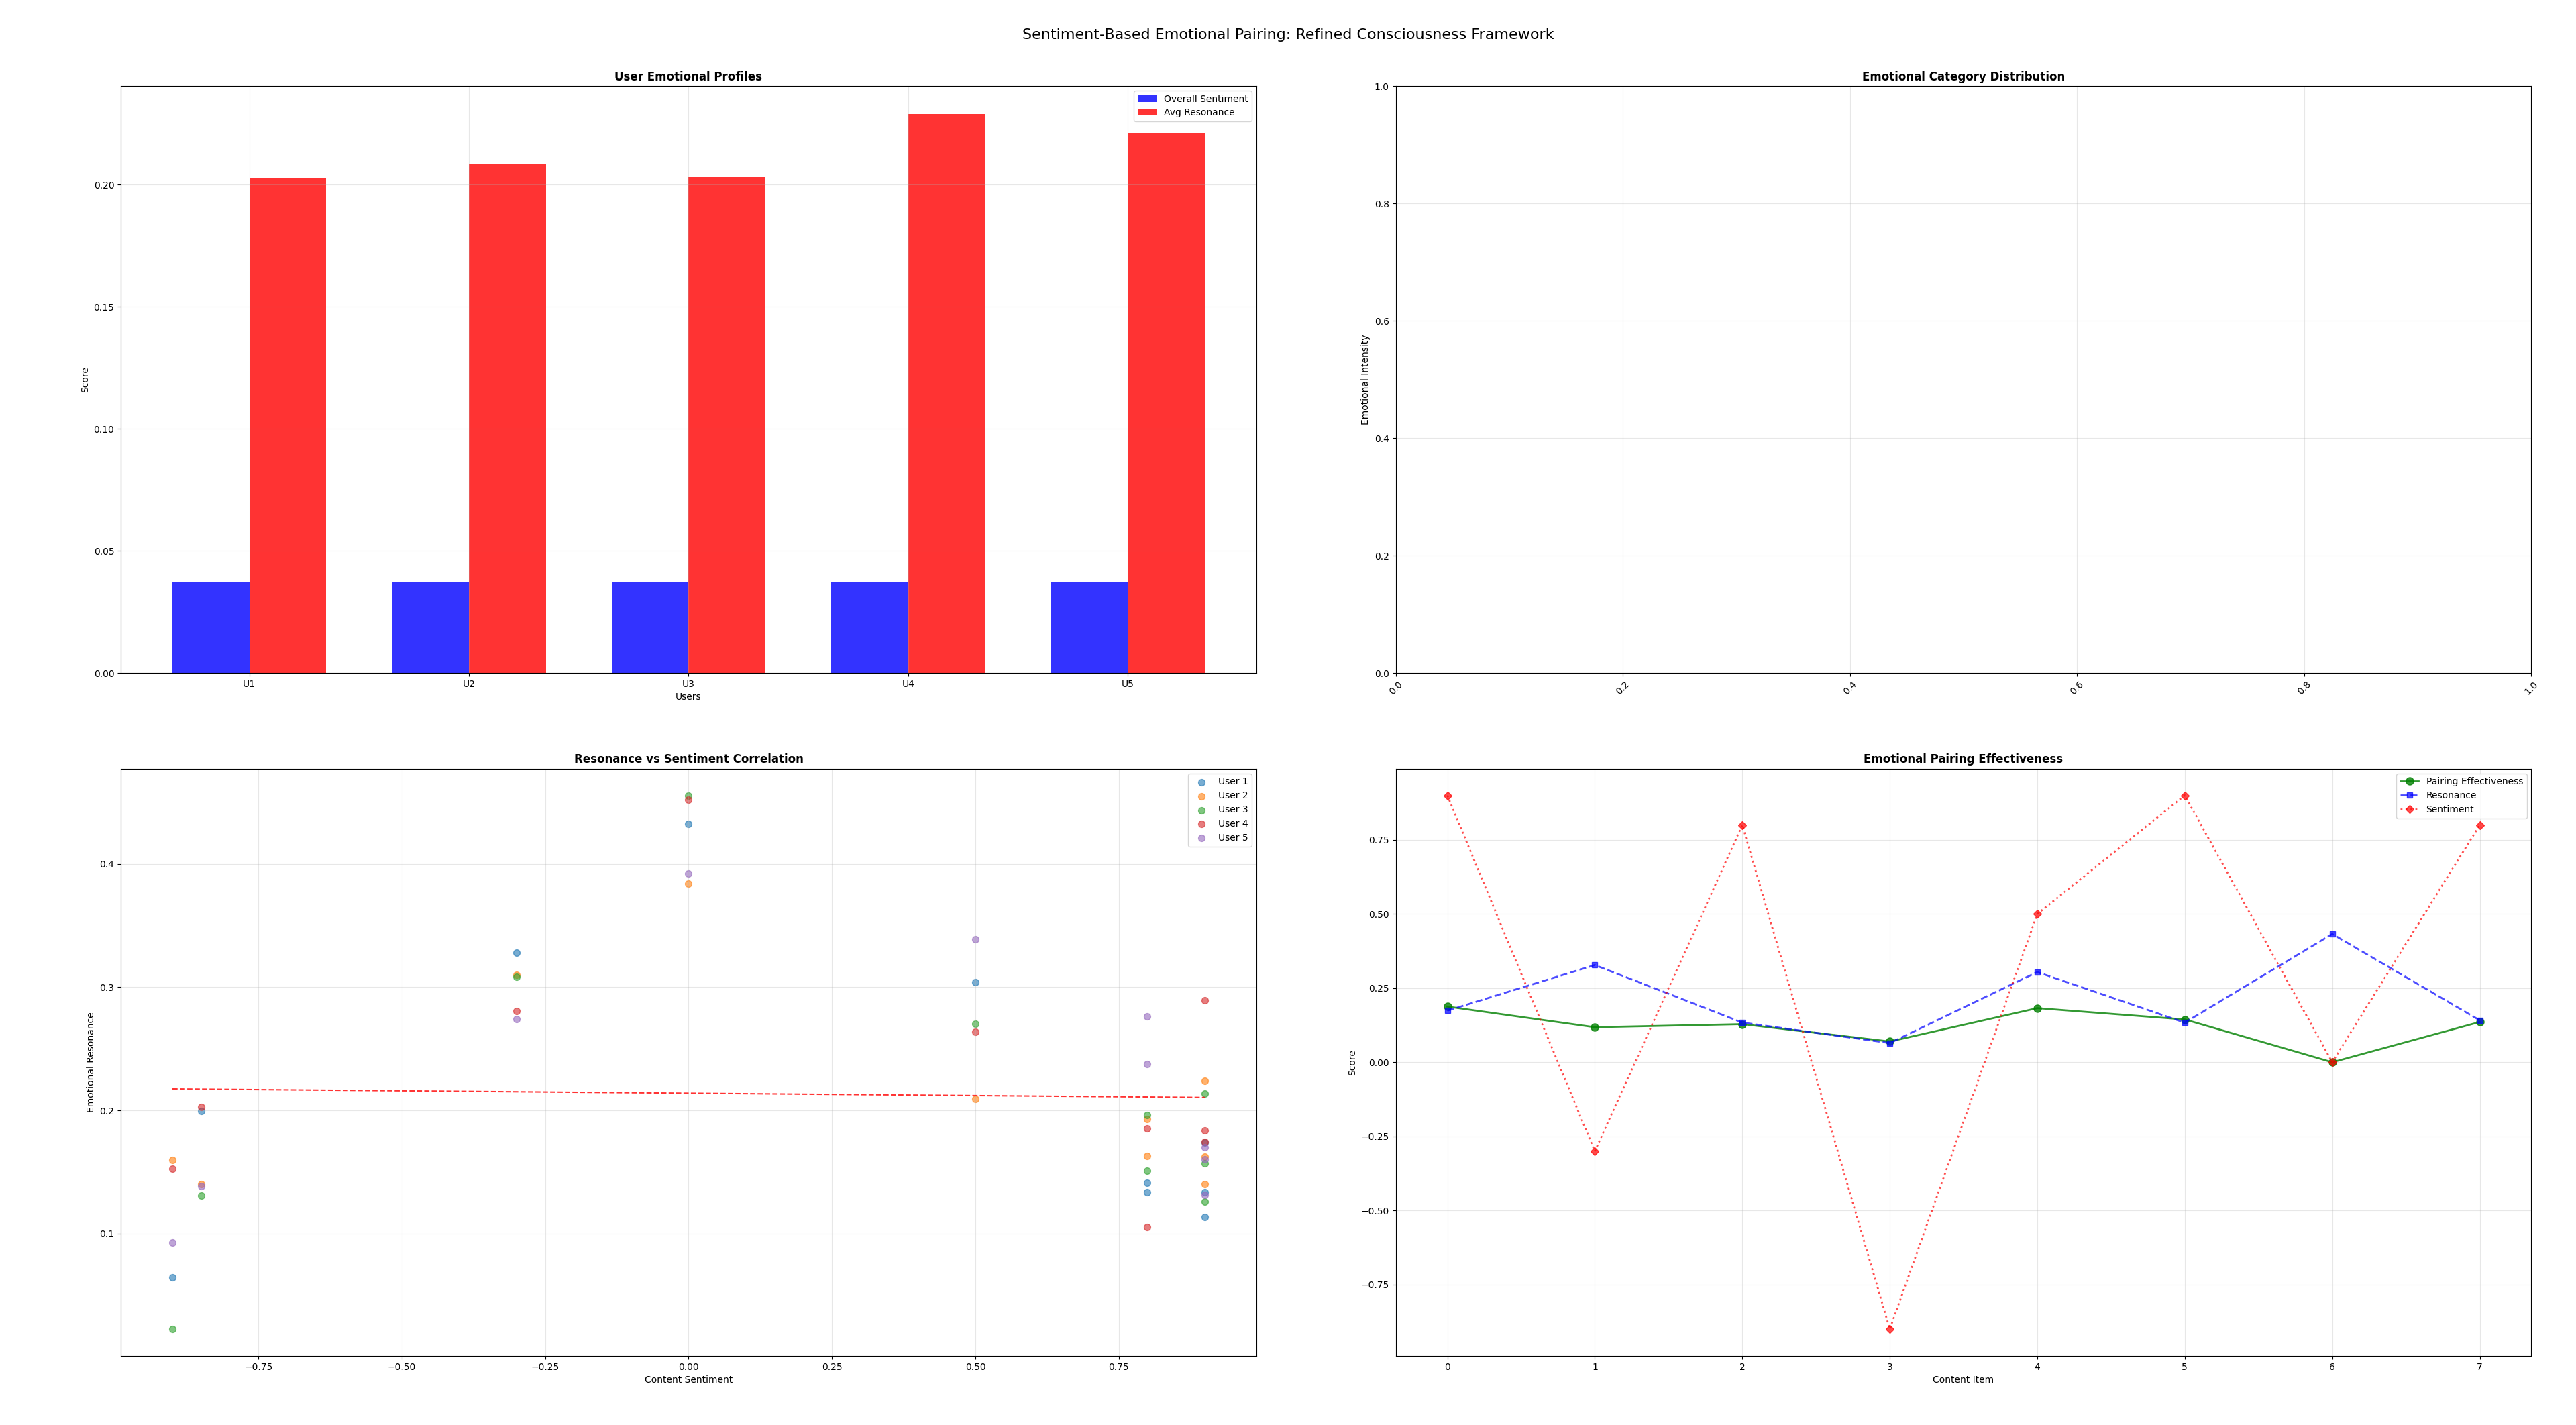 Sentiment-Based Emotional Pairing: Refined Consciousness Framework
User Emotional Profiles
Overall Sentiment
Avg Resonance
0.20
0.15
0.10
0.05
0.00
Score
U1 U2 U3 U4 U5
Users
Emotional Category Distribution
1.0
0.8
0.6
0.4
0.2
0.0
Emotional Intensity
0.0 0.2 0.4 0.6 0.8 1.0
Resonance vs Sentiment Correlation
User 1
User 2
User 3
User 4
User 5
0.4
0.3
0.2
0.1
Emotional Resonance
−0.75 −0.50 −0.25 0.00 0.25 0.50 0.75
Content Sentiment
Emotional Pairing Effectiveness
Pairing Effectiveness
Resonance
Sentiment
0.75
0.50
0.25
0.00
−0.25
−0.50
−0.75
Score
0 1 2 3 4 5 6 7
Content Item